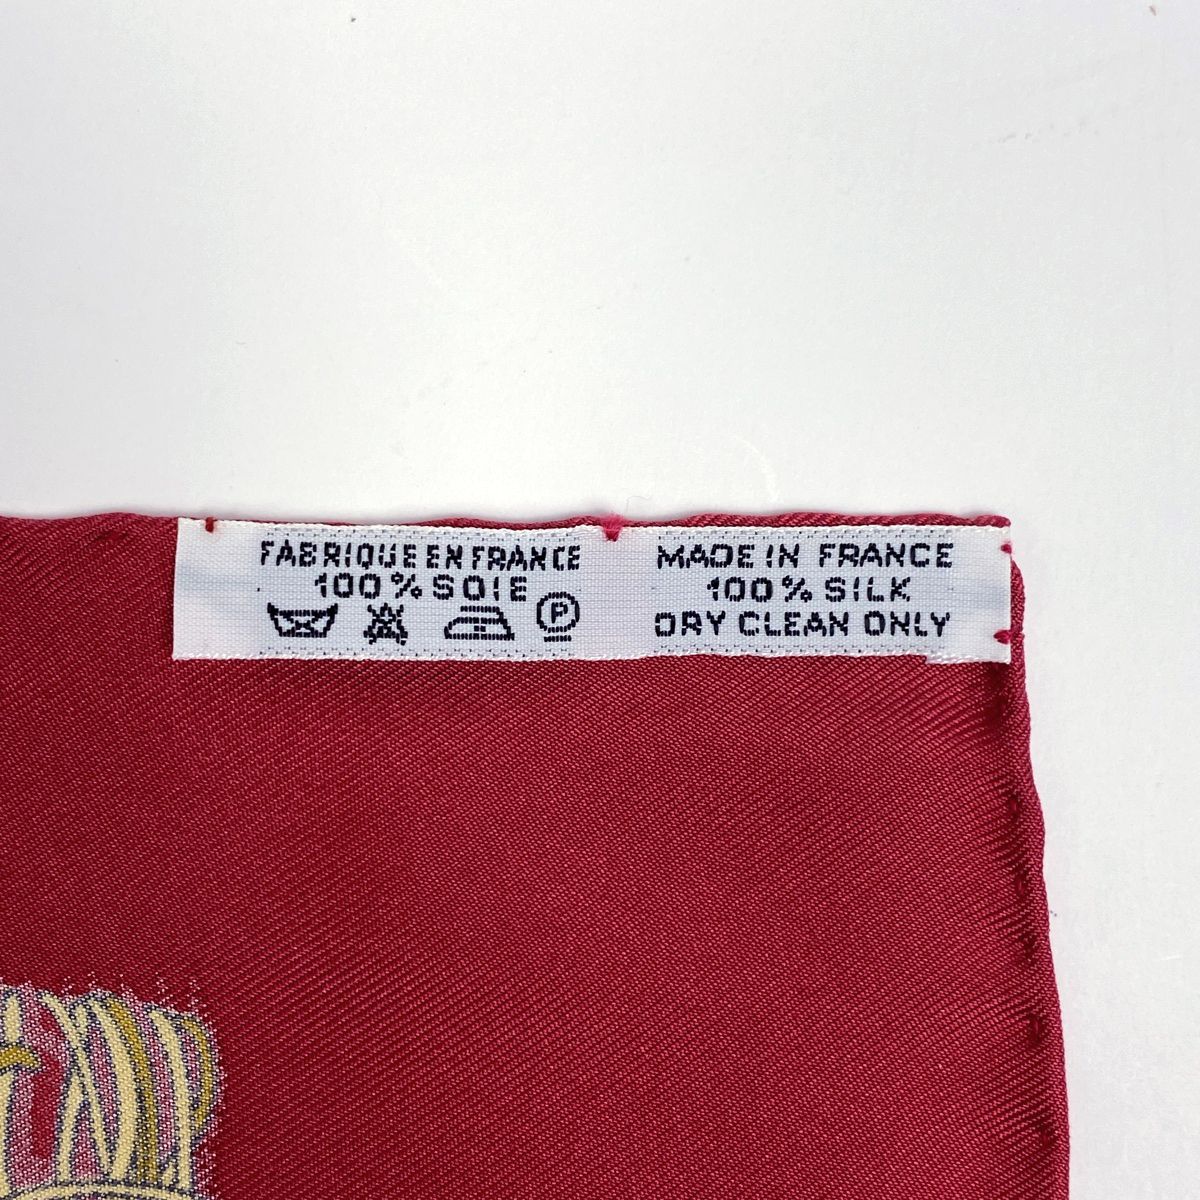 FABRIQUE EN FRANCE
100% SOIE
P
MADE IN FRANCE
100% SILK
DRY CLEAN ONLY